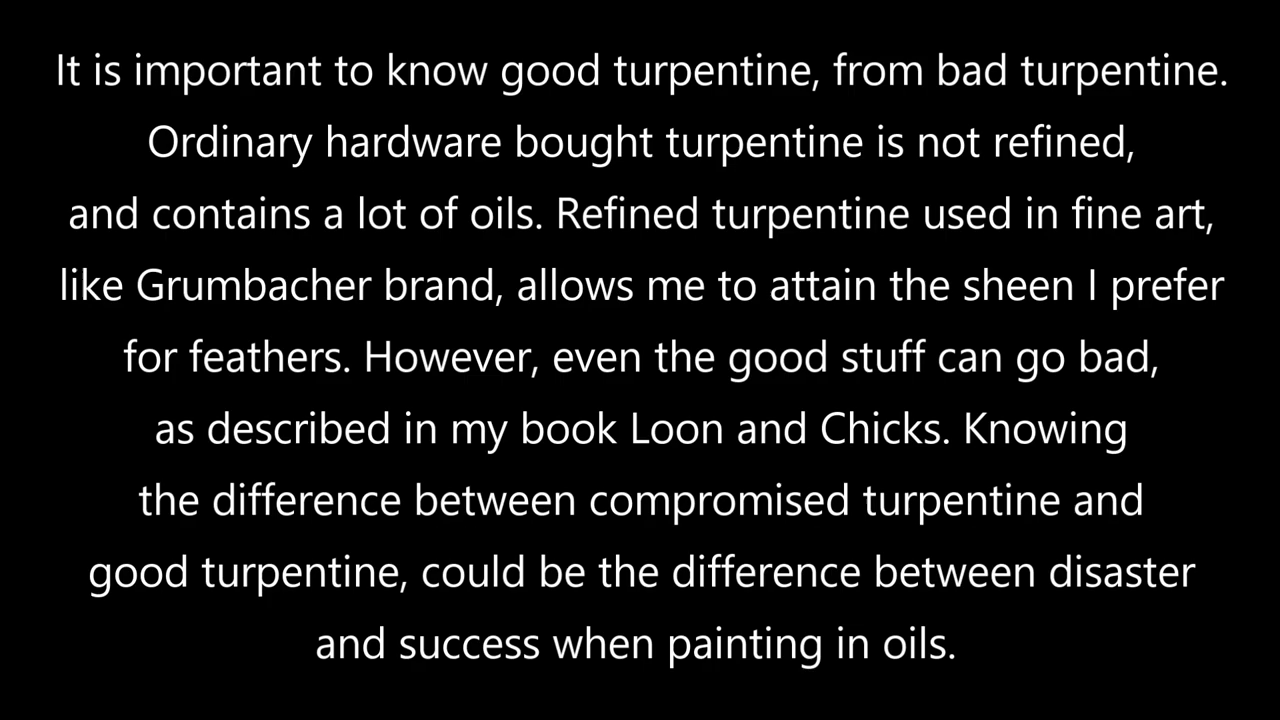 It is important to know good turpentine, from bad turpentine.
Ordinary hardware bought turpentine is not refined,
and contains a lot of oils. Refined turpentine used in fine art,
like Grumbacher brand, allows me to attain the sheen I prefer
for feathers. However, even the good stuff can go bad,
as described in my book Loon and Chicks. Knowing
the difference between compromised turpentine and
good turpentine, could be the difference between disaster
and success when painting in oils.